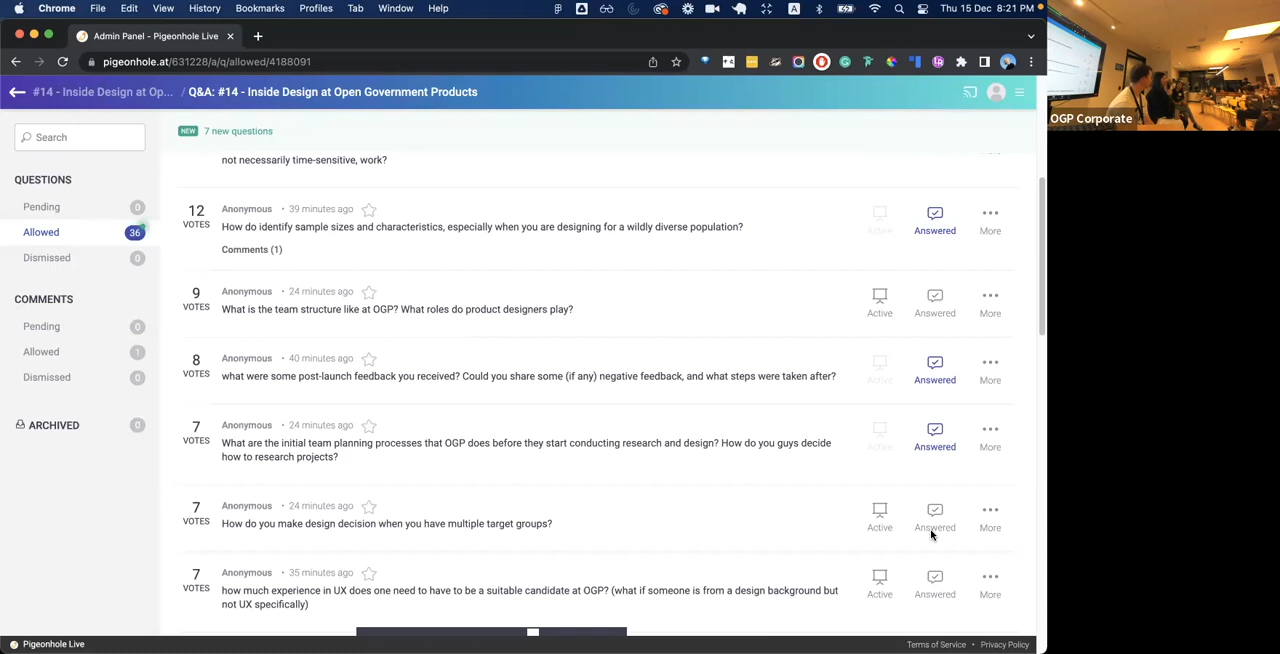 Chrome File Edit View History Bookmarks Profiles Tab Window Help Thu 15 Dec 8:21 PM
Admin Panel - Pigeonhole Live
pigeonhole.at/631228/a/q/allowed/4188091
#14 - Inside Design at Op... / Q&A: #14 - Inside Design at Open Government Products
OGP Corporate
Search
NEW 7 new questions
QUESTIONS
Pending 0
Allowed 36
Dismissed 0
COMMENTS
Pending 0
Allowed 1
Dismissed 0
ARCHIVED 0
not necessarily time-sensitive, work?
12 VOTES
Anonymous • 39 minutes ago
How do identify sample sizes and characteristics, especially when you are designing for a wildly diverse population?
Comments (1)
Active Answered More
9 VOTES
Anonymous • 24 minutes ago
What is the team structure like at OGP? What roles do product designers play?
Active Answered More
8 VOTES
Anonymous • 40 minutes ago
what were some post-launch feedback you received? Could you share some (if any) negative feedback, and what steps were taken after?
Active Answered More
7 VOTES
Anonymous • 24 minutes ago
What are the initial team planning processes that OGP does before they start conducting research and design? How do you guys decide
how to research projects?
Active Answered More
7 VOTES
Anonymous • 24 minutes ago
How do you make design decision when you have multiple target groups?
Active Answered More
7 VOTES
Anonymous • 35 minutes ago
how much experience in UX does one need to have to be a suitable candidate at OGP? (what if someone is from a design background but
not UX specifically)
Active Answered More
Pigeonhole Live
Terms of Service • Privacy Policy